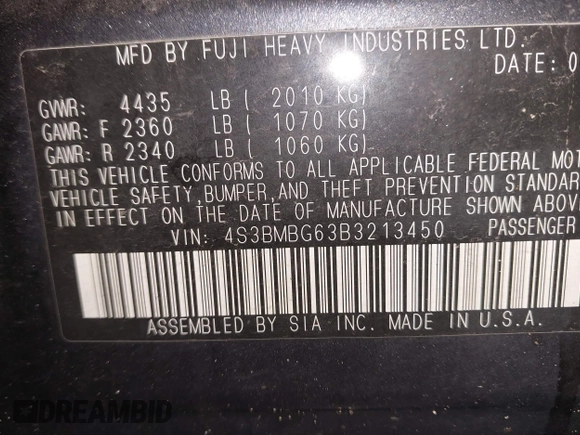 MFD BY FUJI HEAVY INDUSTRIES LTD.
DATE: 0
GVWR: 4435 LB ( 2010 KG)
GAWR: F 2360 LB ( 1070 KG)
GAWR: R 2340 LB ( 1060 KG)
THIS VEHICLE CONFORMS TO ALL APPLICABLE FEDERAL MOT
VEHICLE SAFETY,BUMPER,AND THEFT PREVENTION STANDAR
IN EFFECT ON THE DATE OF MANUFACTURE SHOWN ABOV
VIN: 4S3BMBG63B3213450 PASSENGER
ASSEMBLED BY SIA INC. MADE IN U.S.A.
DREAMBID